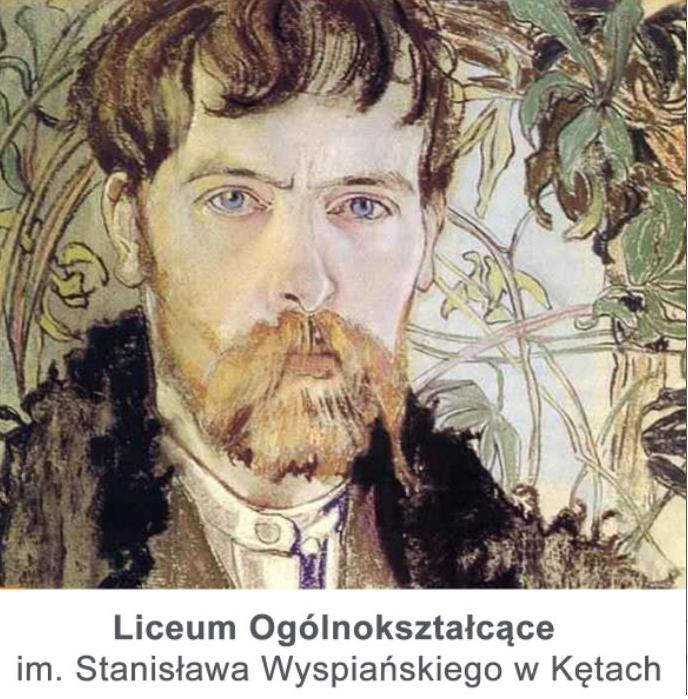 Liceum Ogólnokształcące
im. Stanisława Wyspiańskiego w Kętach